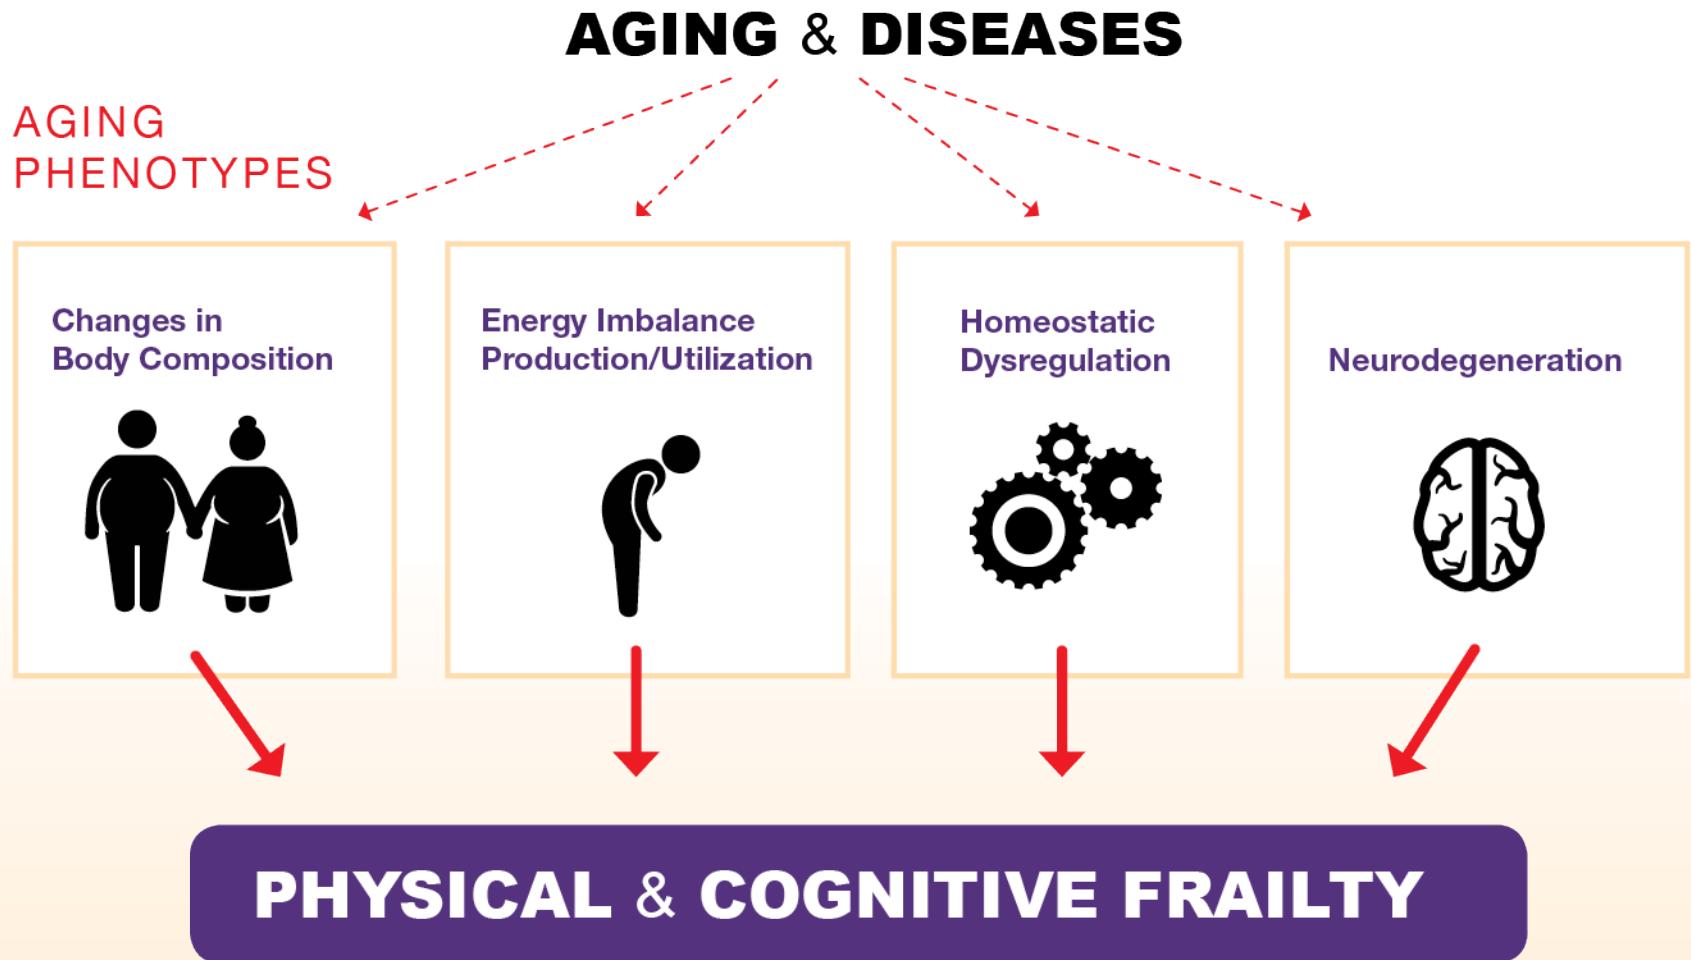 AGING & DISEASES
AGING
PHENOTYPES
Changes in
Body Composition
Energy Imbalance
Production/Utilization
Homeostatic
Dysregulation
Neurodegeneration
PHYSICAL & COGNITIVE FRAILTY